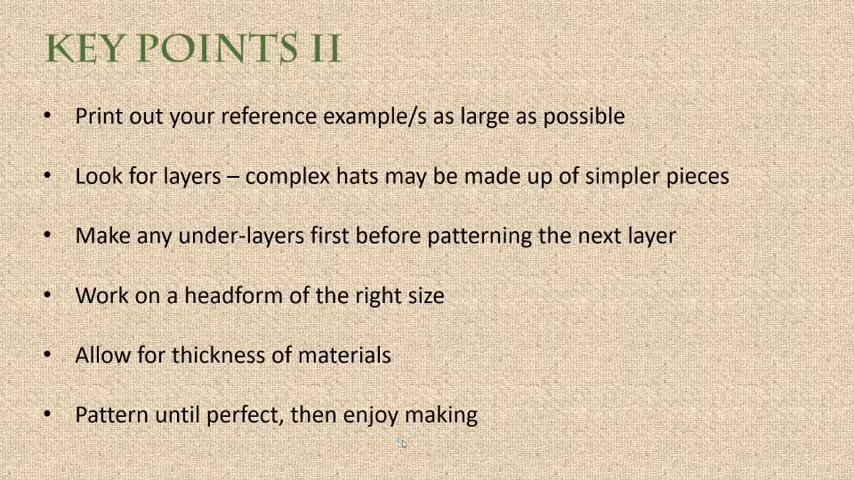 KEY POINTS II
• Print out your reference example/s as large as possible
• Look for layers – complex hats may be made up of simpler pieces
• Make any under-layers first before patterning the next layer
• Work on a headform of the right size
• Allow for thickness of materials
• Pattern until perfect, then enjoy making